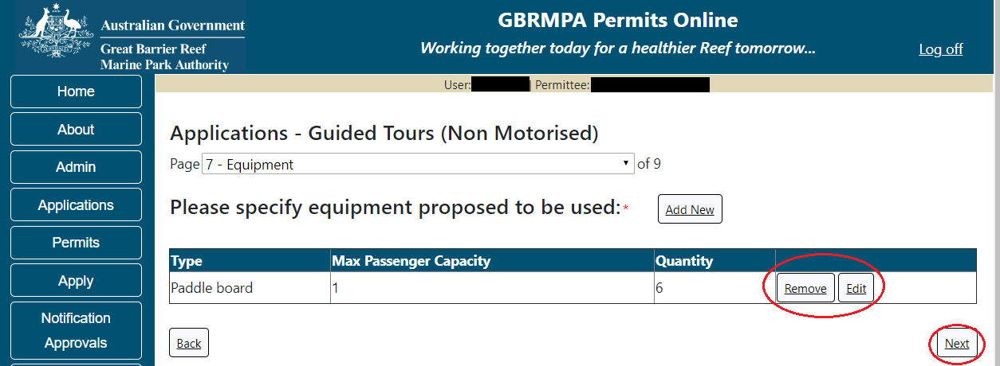 Australian Government
Great Barrier Reef
Marine Park Authority
GBRMPA Permits Online
Working together today for a healthier Reef tomorrow...
Log off
Home
About
Admin
Applications
Permits
Apply
Notification
Approvals
User: | Permittee:
Applications - Guided Tours (Non Motorised)
Page 7 - Equipment of 9
Please specify equipment proposed to be used:* Add New
Type Max Passenger Capacity Quantity
Paddle board 1 6 Remove Edit
Back Next